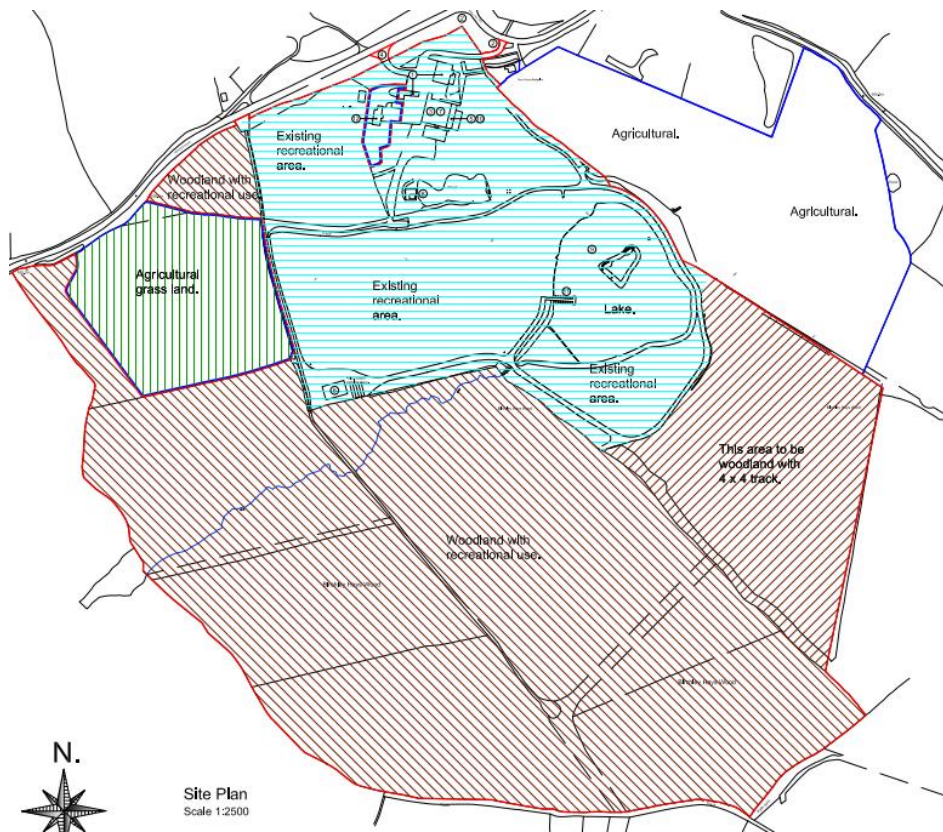 Agricultural.
Existing
recreational
area.
Woodland with
recreational use.
Agricultural.
Agricultural
grass land.
Existing
recreational
area.
Lake.
Existing
recreational
area.
This area to be
woodland with
4 x 4 track.
Woodland with
recreational use.
N.
Site Plan
Scale 1:2500